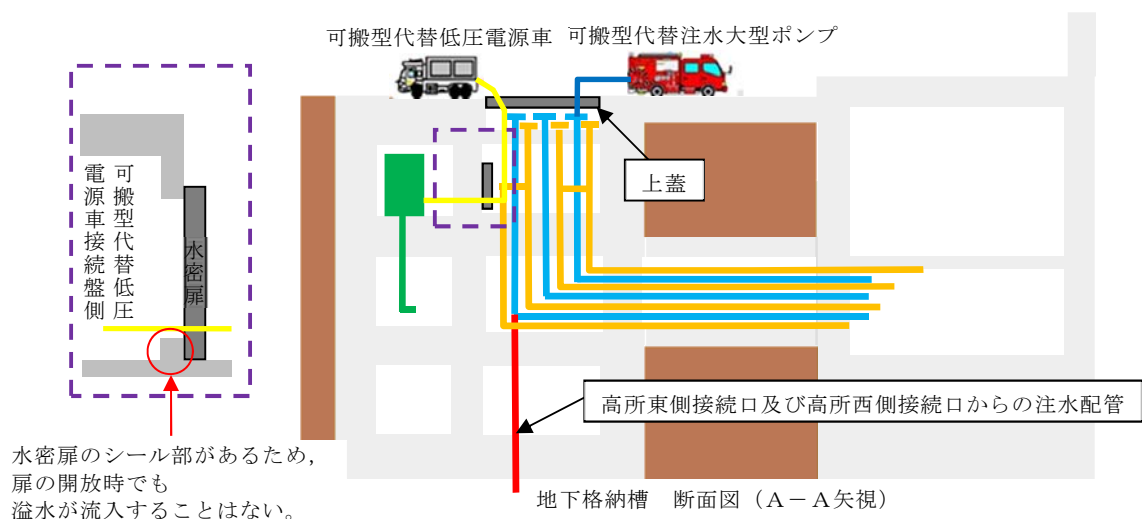 可搬型代替低圧電源車
可搬型代替注水大型ポンプ
可搬型代替低圧
電源車接続盤側
水密扉
上蓋
高所東側接続口及び高所西側接続口からの注水配管
水密扉のシール部があるため，
扉の開放時でも
溢水が流入することはない。
地下格納槽　断面図（A－A矢視）